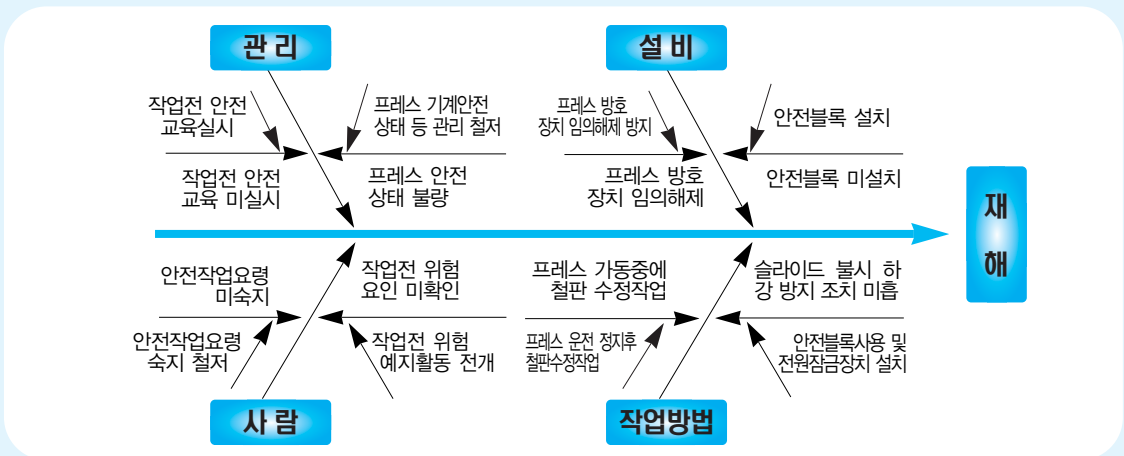 관 리
작업전 안전
교육실시
프레스 기계안전
상태 등 관리 철저
작업전 안전
교육 미실시
프레스 안전
상태 불량
설 비
프레스 방호
장치 임의해제 방지
안전블록 설치
프레스 방호
장치 임의해제
안전블록 미설치
재
해
안전작업요령
미숙지
작업전 위험
요인 미확인
안전작업요령
숙지 철저
작업전 위험
예지활동 전개
사 람
프레스 가동중에
철판 수정작업
슬라이드 불시 하
강 방지 조치 미흡
프레스 운전 정지후
철판수정작업
안전블록사용 및
전원잠금장치 설치
작업방법